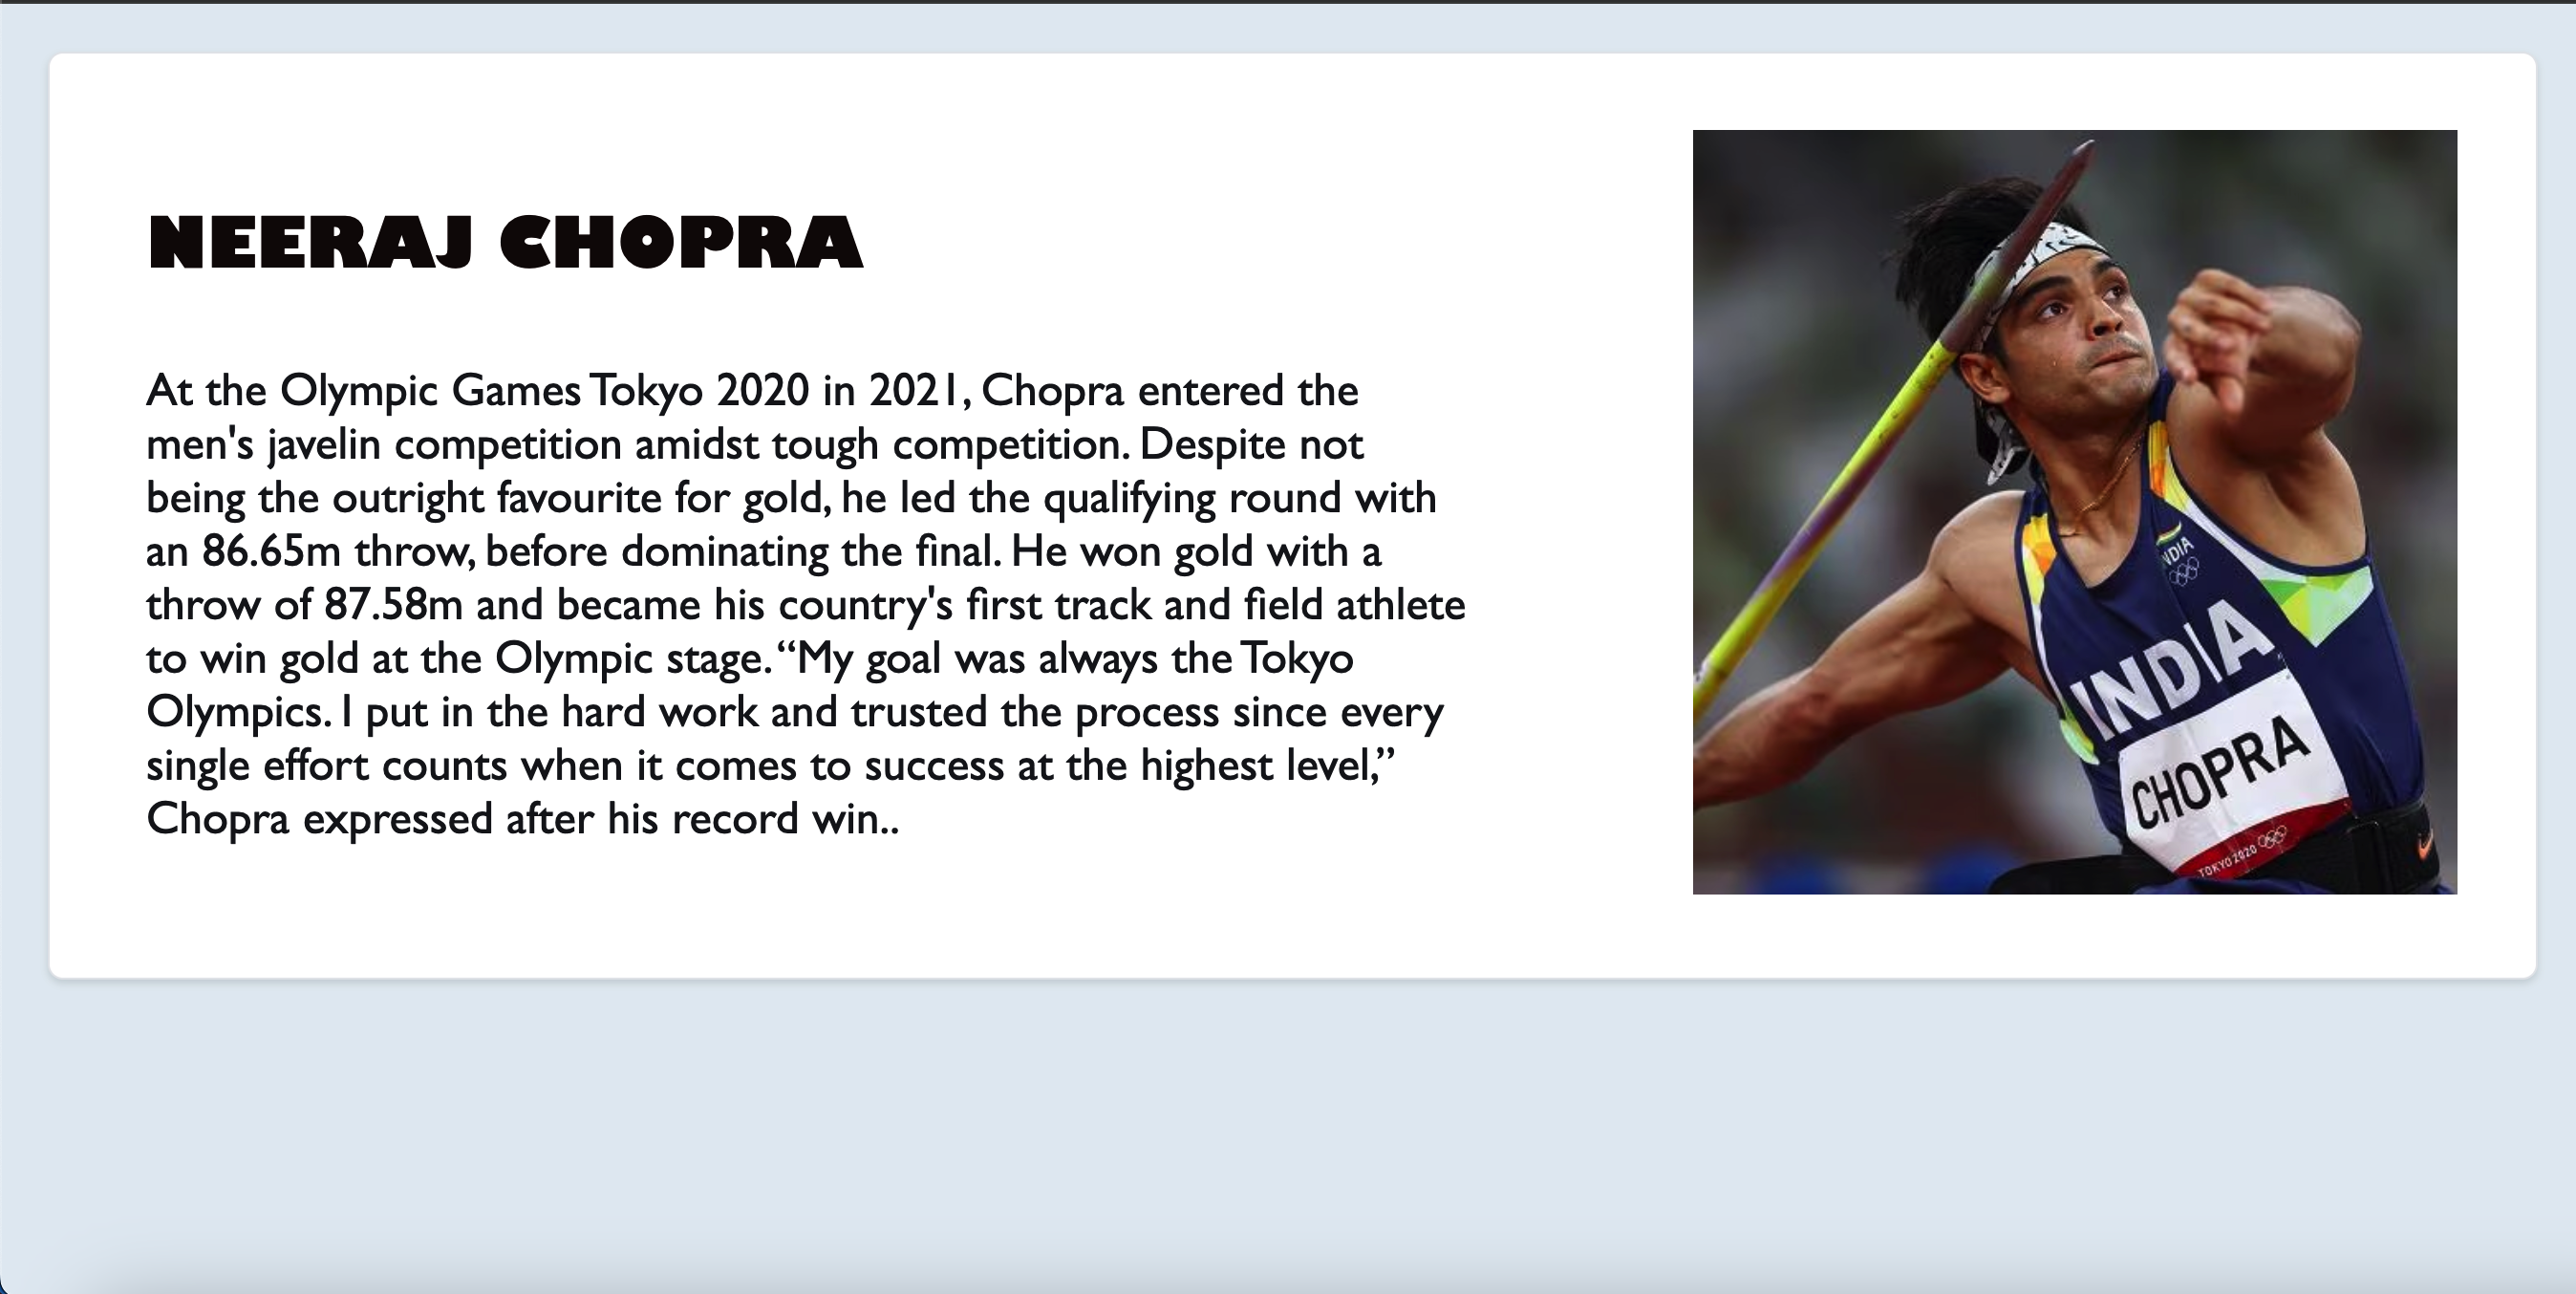 NEERAJ CHOPRA
At the Olympic Games Tokyo 2020 in 2021, Chopra entered the
men's javelin competition amidst tough competition. Despite not
being the outright favourite for gold, he led the qualifying round with
an 86.65m throw, before dominating the final. He won gold with a
throw of 87.58m and became his country's first track and field athlete
to win gold at the Olympic stage. “My goal was always the Tokyo
Olympics. I put in the hard work and trusted the process since every
single effort counts when it comes to success at the highest level,”
Chopra expressed after his record win..
INDIA
INDIA
CHOPRA
TOKYO 2020